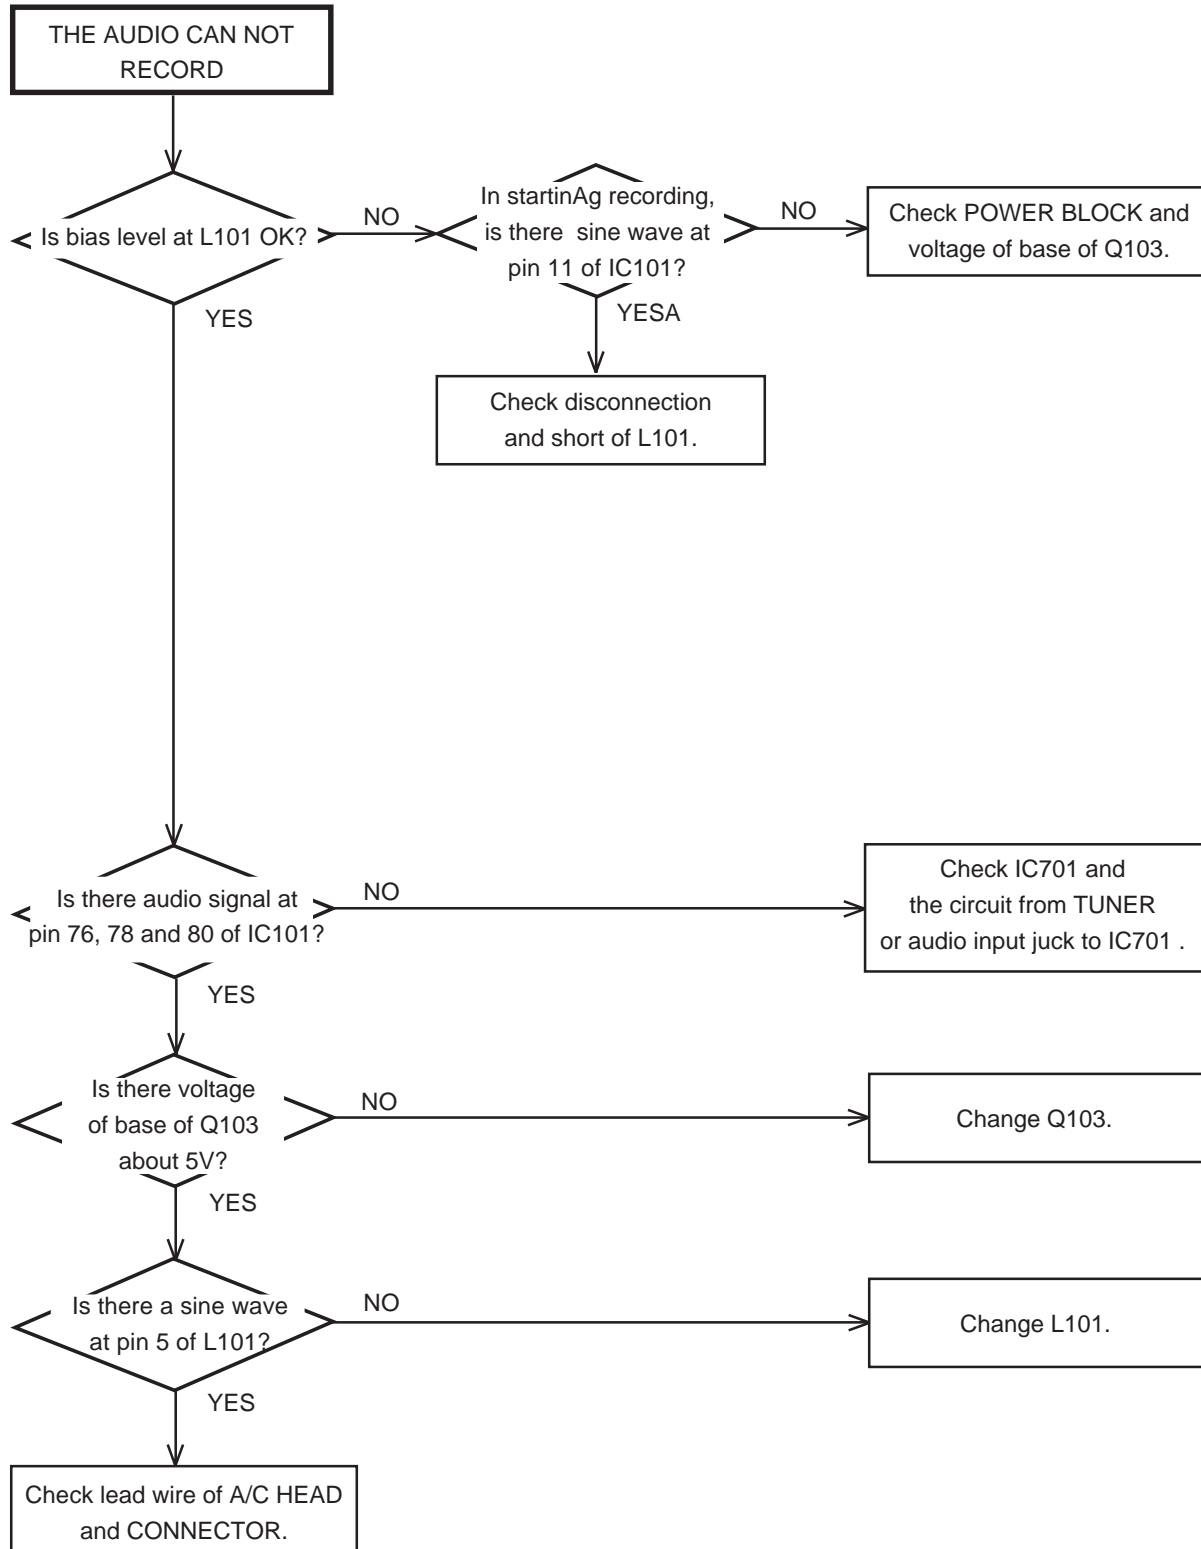 THE AUDIO CAN NOT
RECORD
Is bias level at L101 OK?
NO
In startinAg recording,
is there sine wave at
pin 11 of IC101?
NO
Check POWER BLOCK and
voltage of base of Q103.
YES
YESA
Check disconnection
and short of L101.
Is there audio signal at
pin 76, 78 and 80 of IC101?
NO
Check IC701 and
the circuit from TUNER
or audio input juck to IC701 .
YES
Is there voltage
of base of Q103
about 5V?
NO
Change Q103.
YES
Is there a sine wave
at pin 5 of L101?
NO
Change L101.
YES
Check lead wire of A/C HEAD
and CONNECTOR.